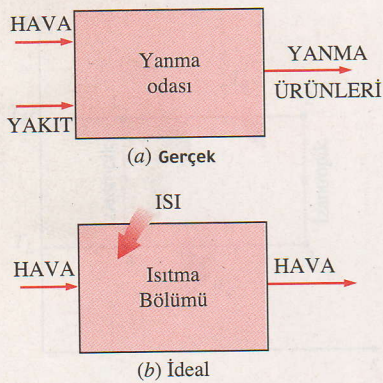 HAVA
YAKIT
Yanma
odası
YANMA
ÜRÜNLERİ
(a) Gerçek
ISI
HAVA
Isıtma
Bölümü
HAVA
(b) İdeal